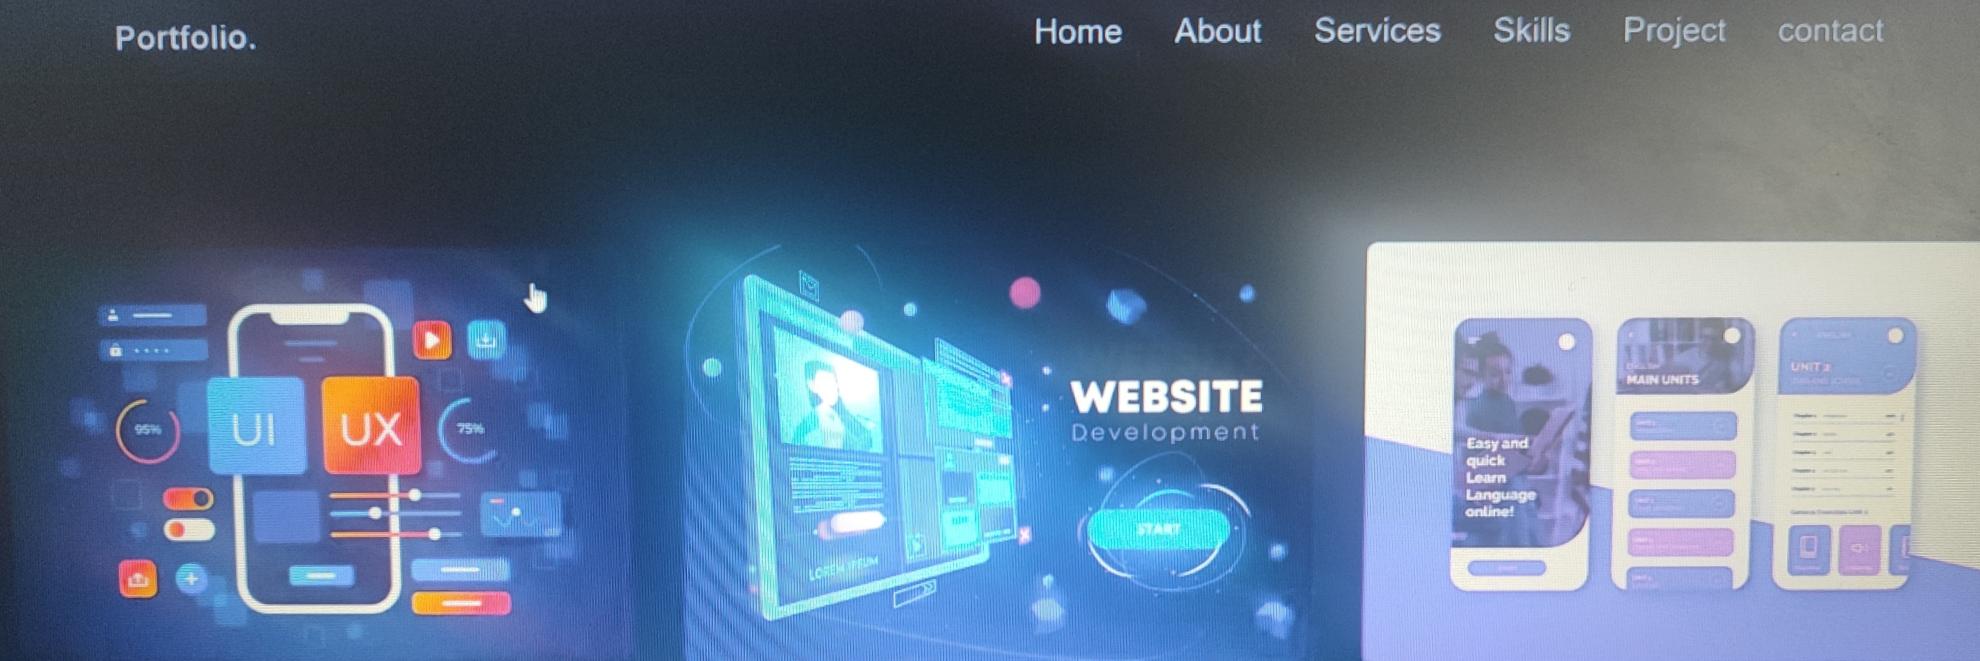 Portfolio.
Home About Services Skills Project contact
95%
UI
UX
75%
LOREM IPSUM
WEBSITE
Development
START
Easy and
quick
Learn
Language
online!
MAIN UNITS
UNIT 2